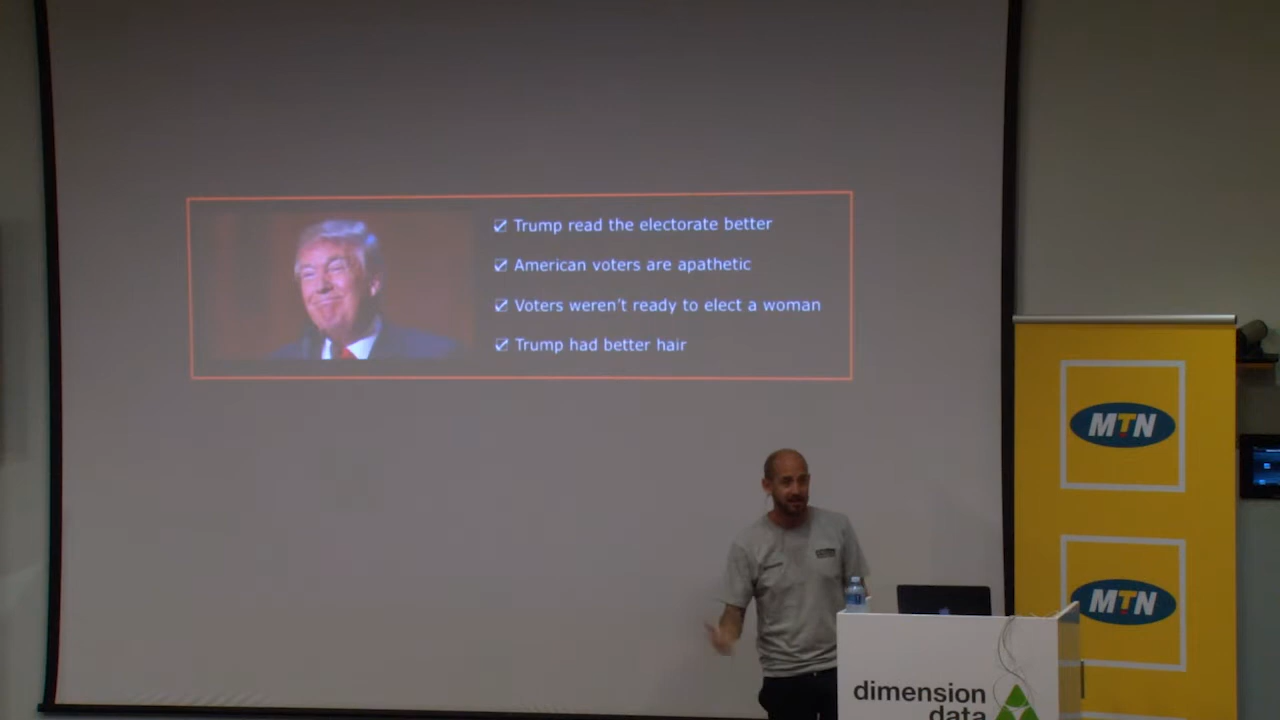 Trump read the electorate better
American voters are apathetic
Voters weren't ready to elect a woman
Trump had better hair
MTN
MTN
dimension
data